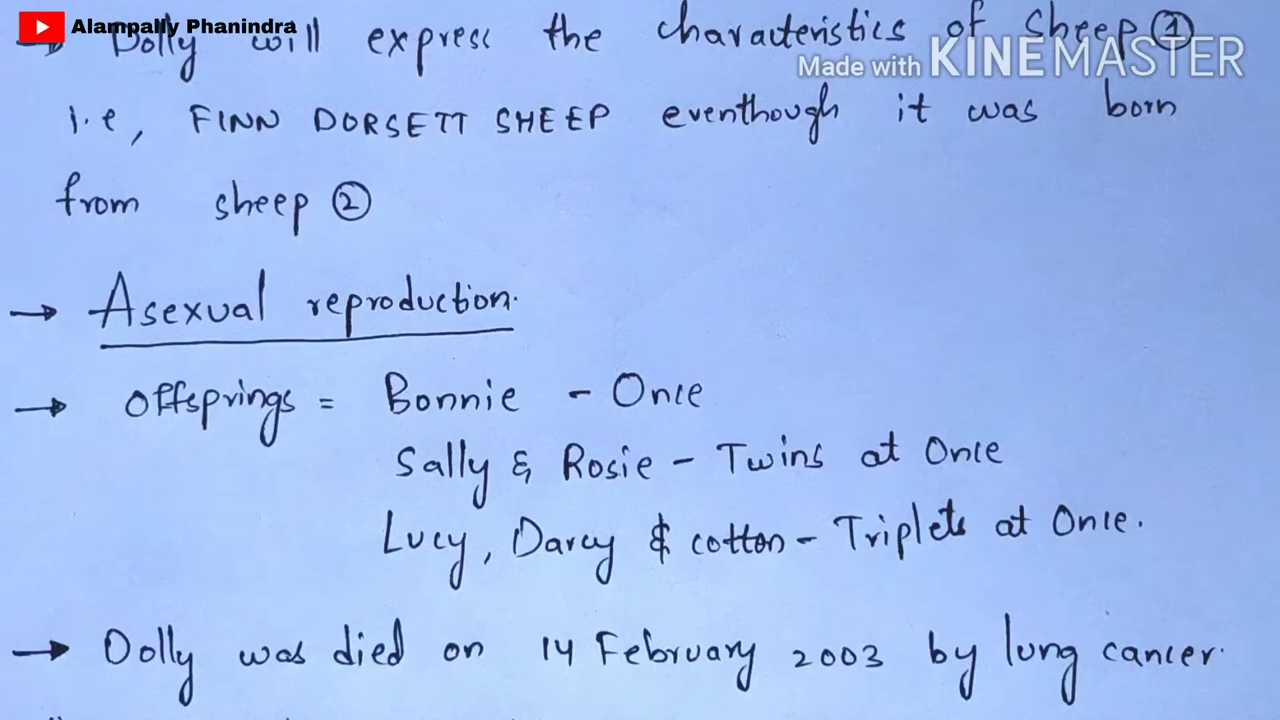 Alampally Phanindra
→ Dolly will express the characteristics of sheep ①
Made with KINEMASTER
i.e, FINN DORSETT SHEEP eventhough it was born
from sheep ②
→ Asexual reproduction.
→ Offsprings = Bonnie - Once
Sally & Rosie - Twins at Once
Lucy, Darcy & cotton - Triplets at Once.
→ Dolly was died on 14 February 2003 by lung cancer.